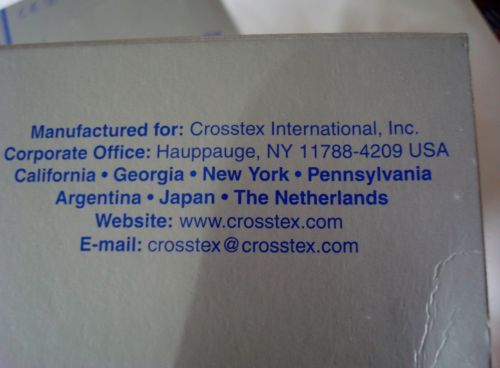 Manufactured for: Crosstex International, Inc.
Corporate Office: Hauppauge, NY 11788-4209 USA
California • Georgia • New York • Pennsylvania
Argentina • Japan • The Netherlands
Website: www.crosstex.com
E-mail: crosstex@crosstex.com